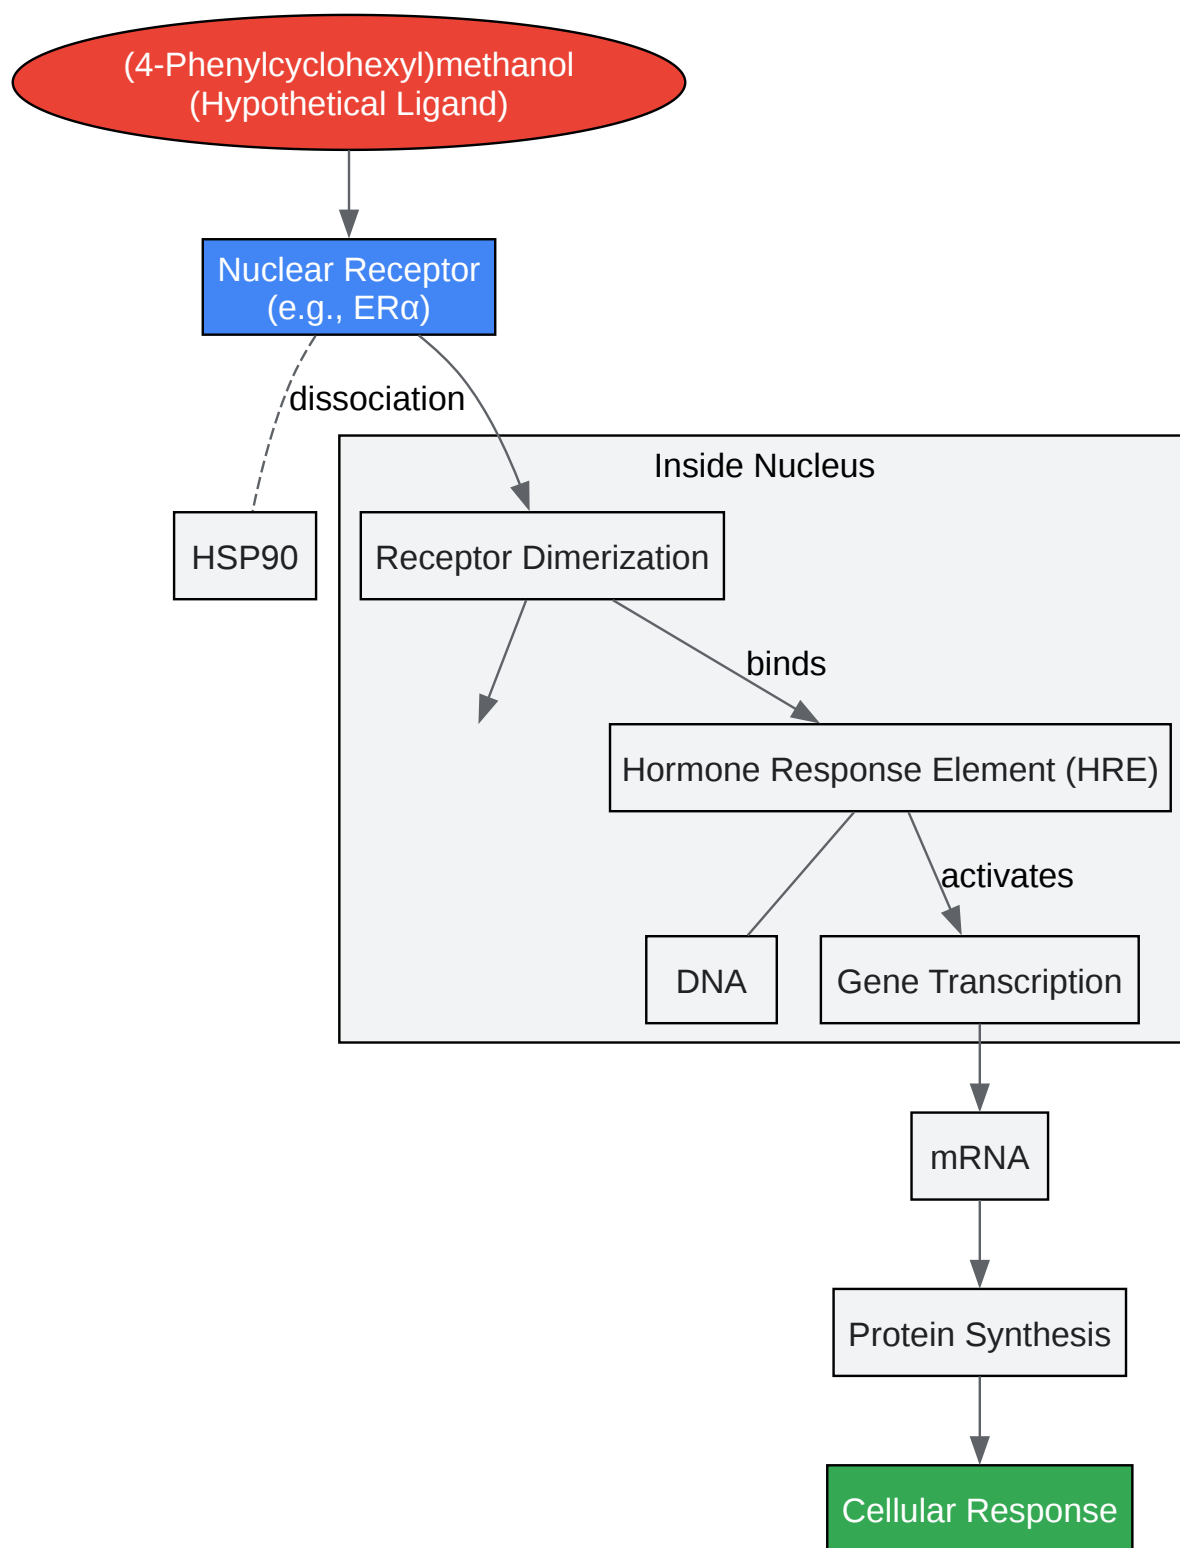 (4-Phenylcyclohexyl)methanol
(Hypothetical Ligand)
Nuclear Receptor
(e.g., ERα)
dissociation
Inside Nucleus
HSP90
Receptor Dimerization
binds
Hormone Response Element (HRE)
activates
DNA
Gene Transcription
mRNA
Protein Synthesis
Cellular Response